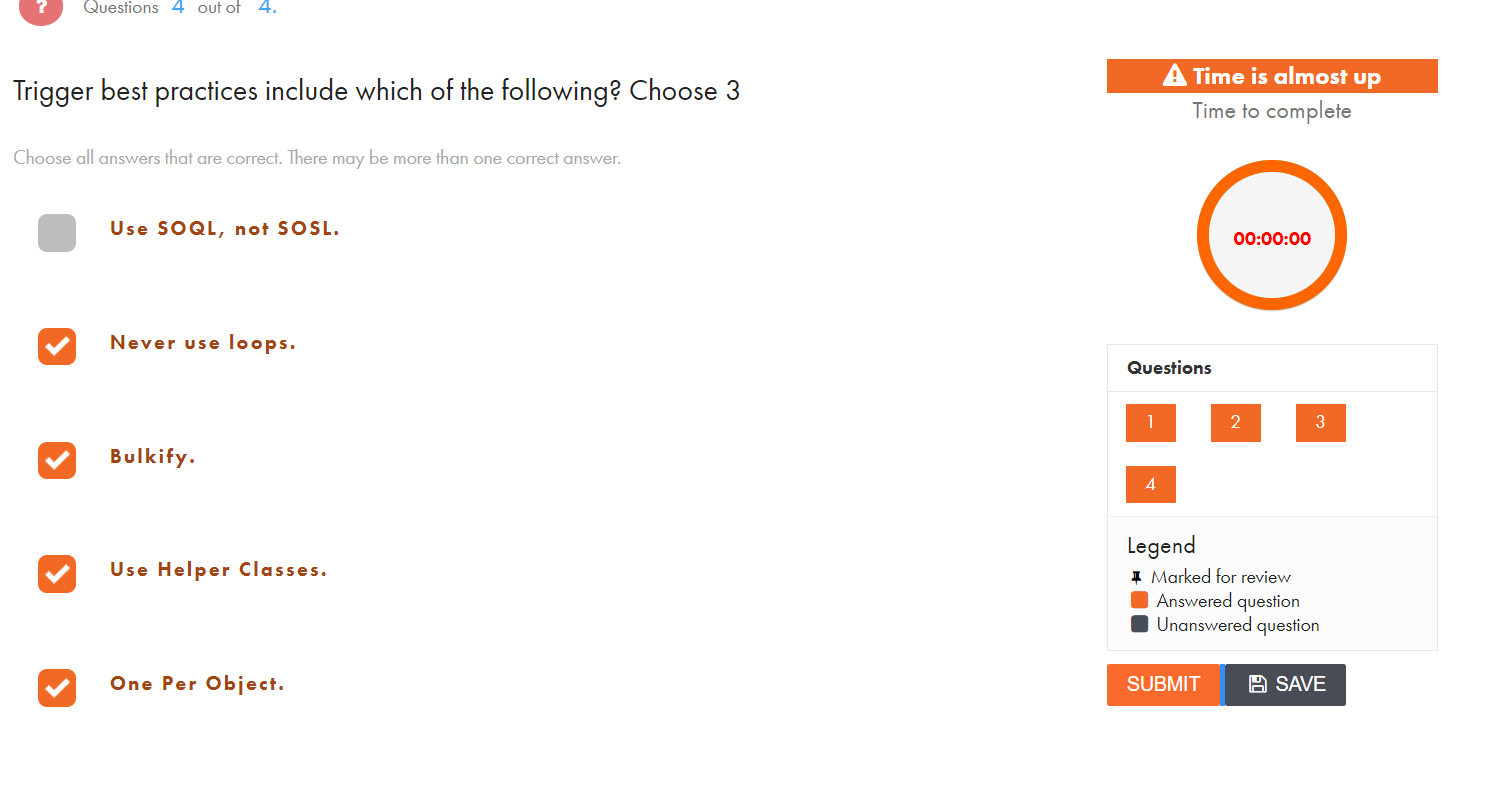 ?
Questions 4 out of 4.
Trigger best practices include which of the following? Choose 3
Choose all answers that are correct. There may be more than one correct answer.
Use SOQL, not SOSL.
Never use loops.
Bulkify.
Use Helper Classes.
One Per Object.
Time is almost up
Time to complete
00:00:00
Questions
1 2 3
4
Legend
Marked for review
Answered question
Unanswered question
SUBMIT SAVE